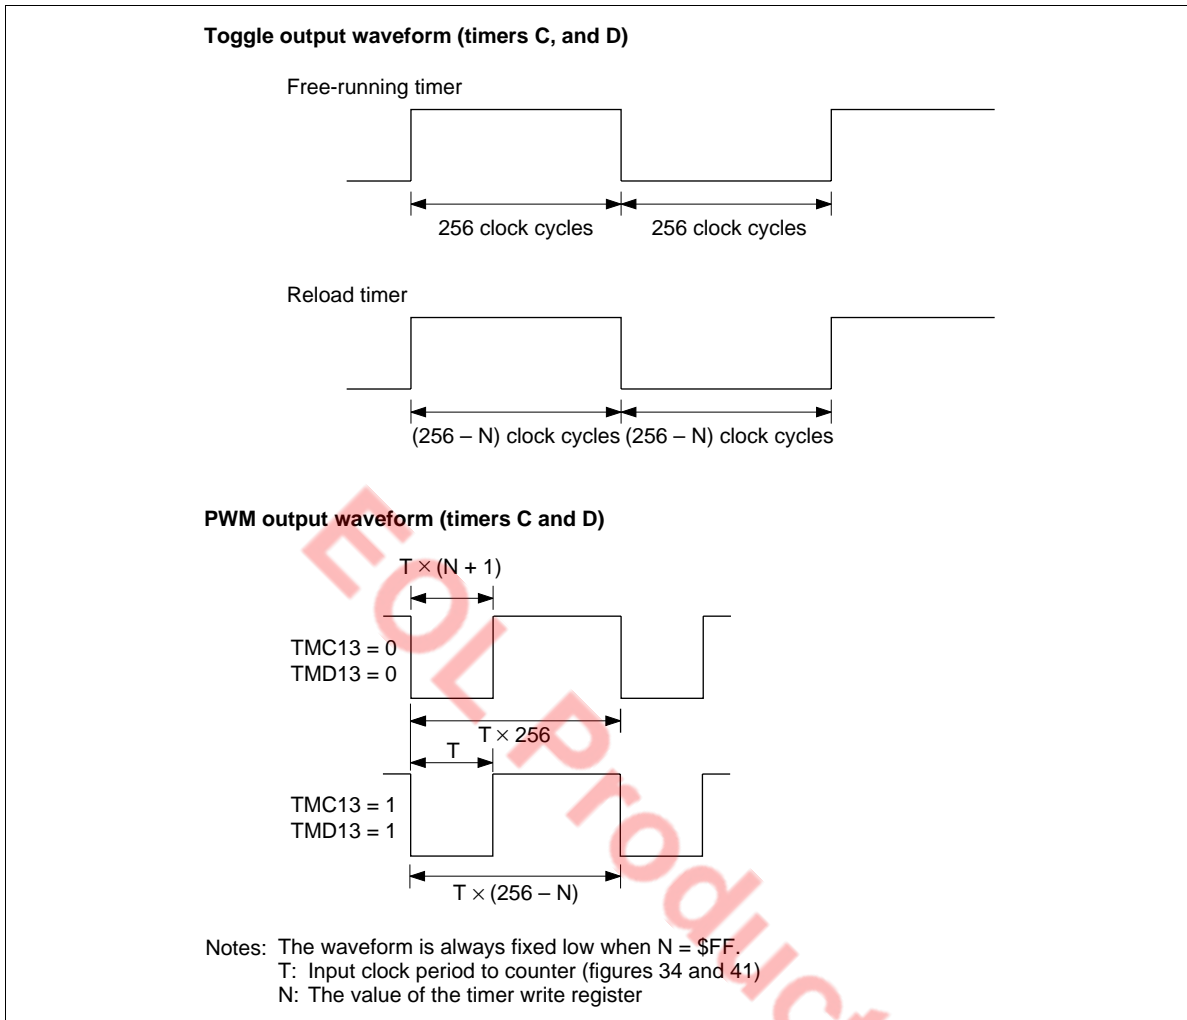 Toggle output waveform (timers C, and D)
Free-running timer
256 clock cycles 256 clock cycles
Reload timer
(256 – N) clock cycles (256 – N) clock cycles
PWM output waveform (timers C and D)
T × (N + 1)
TMC13 = 0
TMD13 = 0
T × 256
T
TMC13 = 1
TMD13 = 1
T × (256 – N)
Notes: The waveform is always fixed low when N = $FF.
T: Input clock period to counter (figures 34 and 41)
N: The value of the timer write register
EOL Product